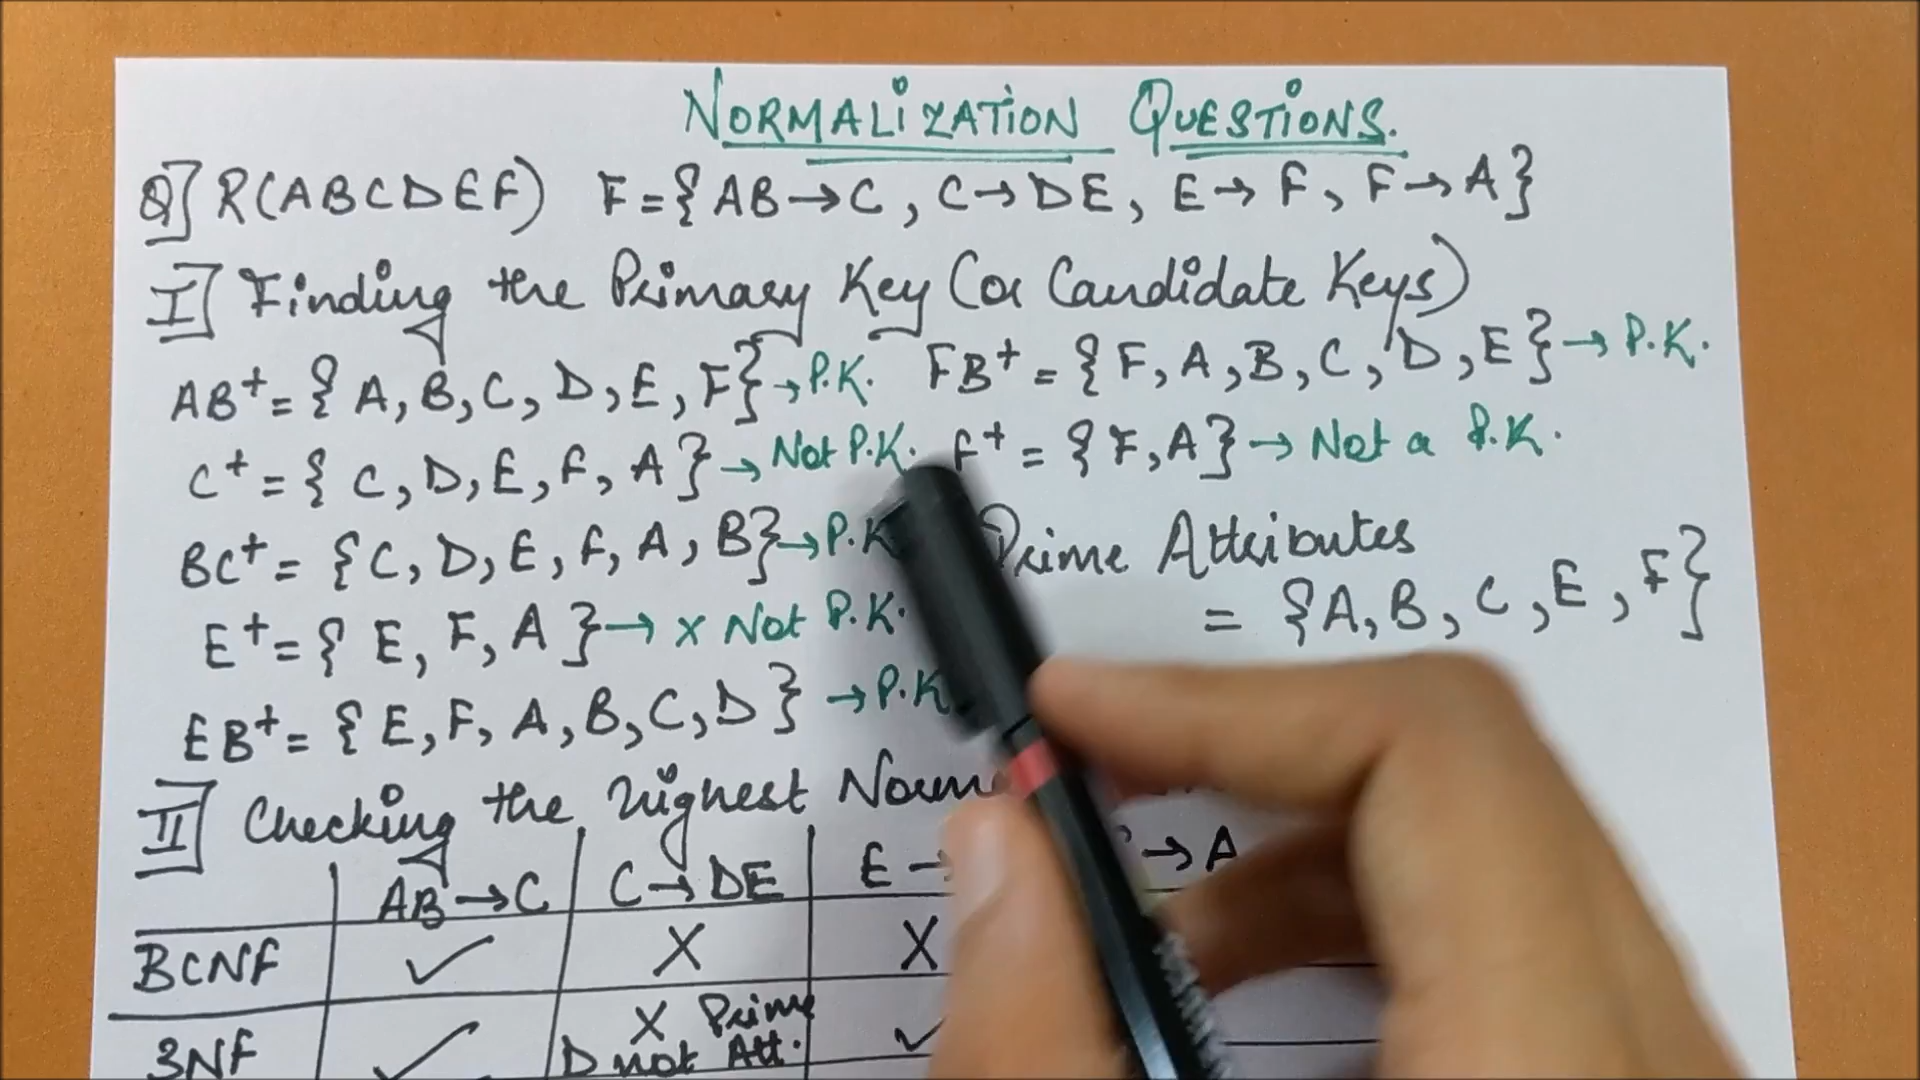 NORMALIZATION QUESTIONS.
Q] R(ABCDEF) F={AB→C, C→DE, E→F, F→A}
I] Finding the Primary Key (or Candidate Keys)
AB⁺={A,B,C,D,E,F}→P.K.
C⁺={C,D,E,F,A}→Not P.K.
BC⁺={C,D,E,F,A,B}→P.K
E⁺={E,F,A}→x Not P.K.
EB⁺={E,F,A,B,C,D}→P.K
FB⁺={F,A,B,C,D,E}→P.K.
F⁺={F,A}→Not a P.K.
Prime Attributes
={A,B,C,E,F}
II] Checking the Highest
AB→C C→DE E→ →A
BCNF ✓ X X
3NF ✓ X Prime ✓
D not Att.